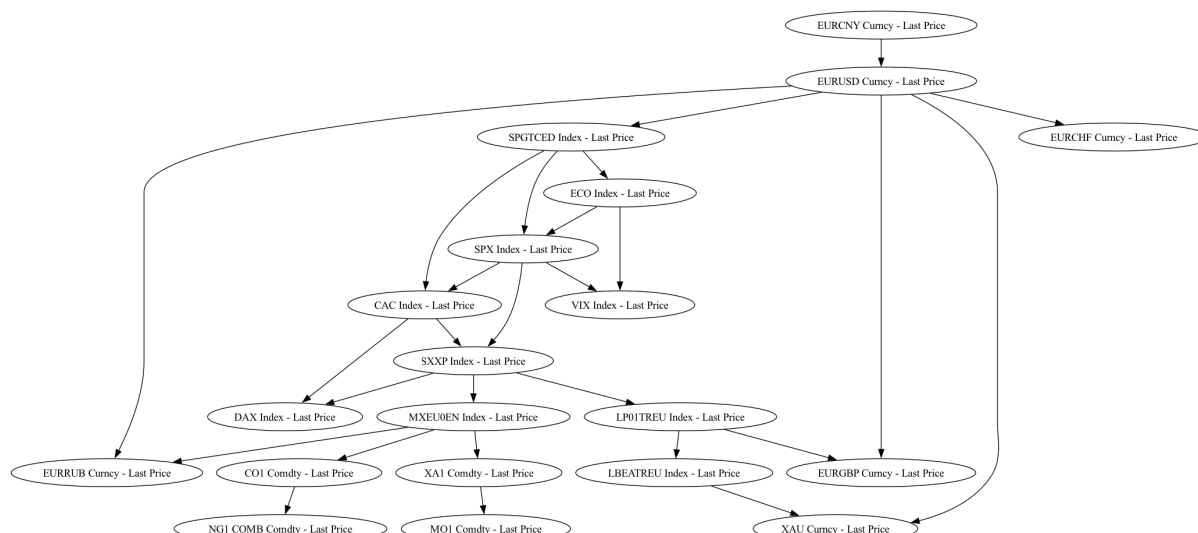 EURCNY Curncy - Last Price
EURUSD Curncy - Last Price
SPGTCED Index - Last Price
EURCHF Curncy - Last Price
ECO Index - Last Price
SPX Index - Last Price
CAC Index - Last Price
VIX Index - Last Price
SXXP Index - Last Price
DAX Index - Last Price
MXEU0EN Index - Last Price
LP01TREU Index - Last Price
EURRUB Curncy - Last Price
CO1 Comdty - Last Price
XA1 Comdty - Last Price
LBEATREU Index - Last Price
EURGBP Curncy - Last Price
NG1 COMB Comdty - Last Price
MO1 Comdty - Last Price
XAU Curncy - Last Price